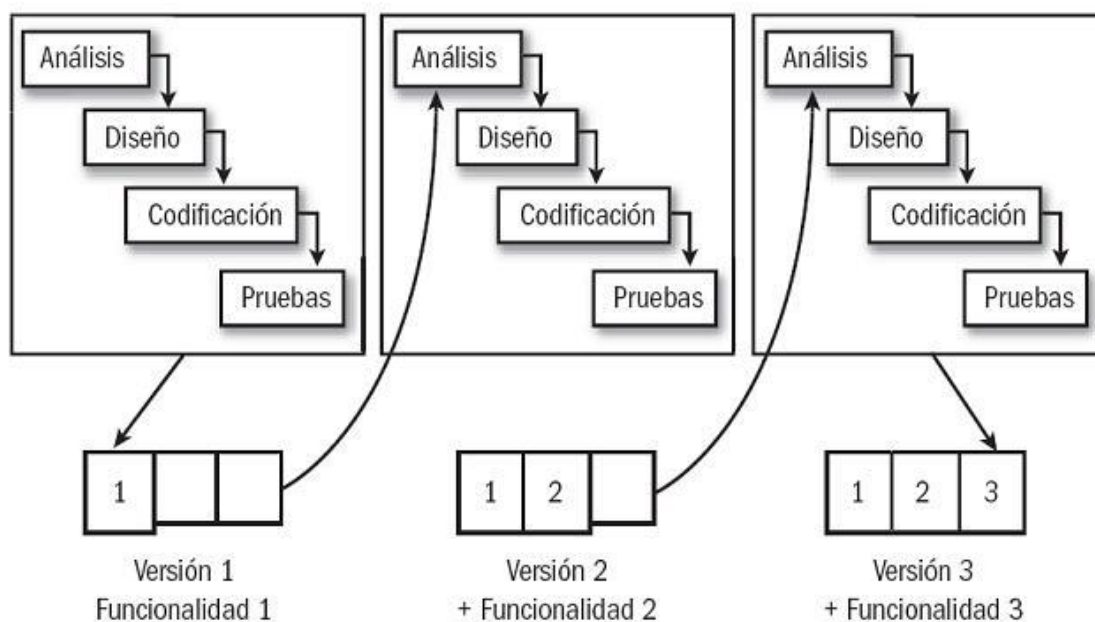 Análisis
Diseño
Codificación
Pruebas
Análisis
Diseño
Codificación
Pruebas
Análisis
Diseño
Codificación
Pruebas
1
Versión 1
Funcionalidad 1
1 2
Versión 2
+ Funcionalidad 2
1 2 3
Versión 3
+ Funcionalidad 3